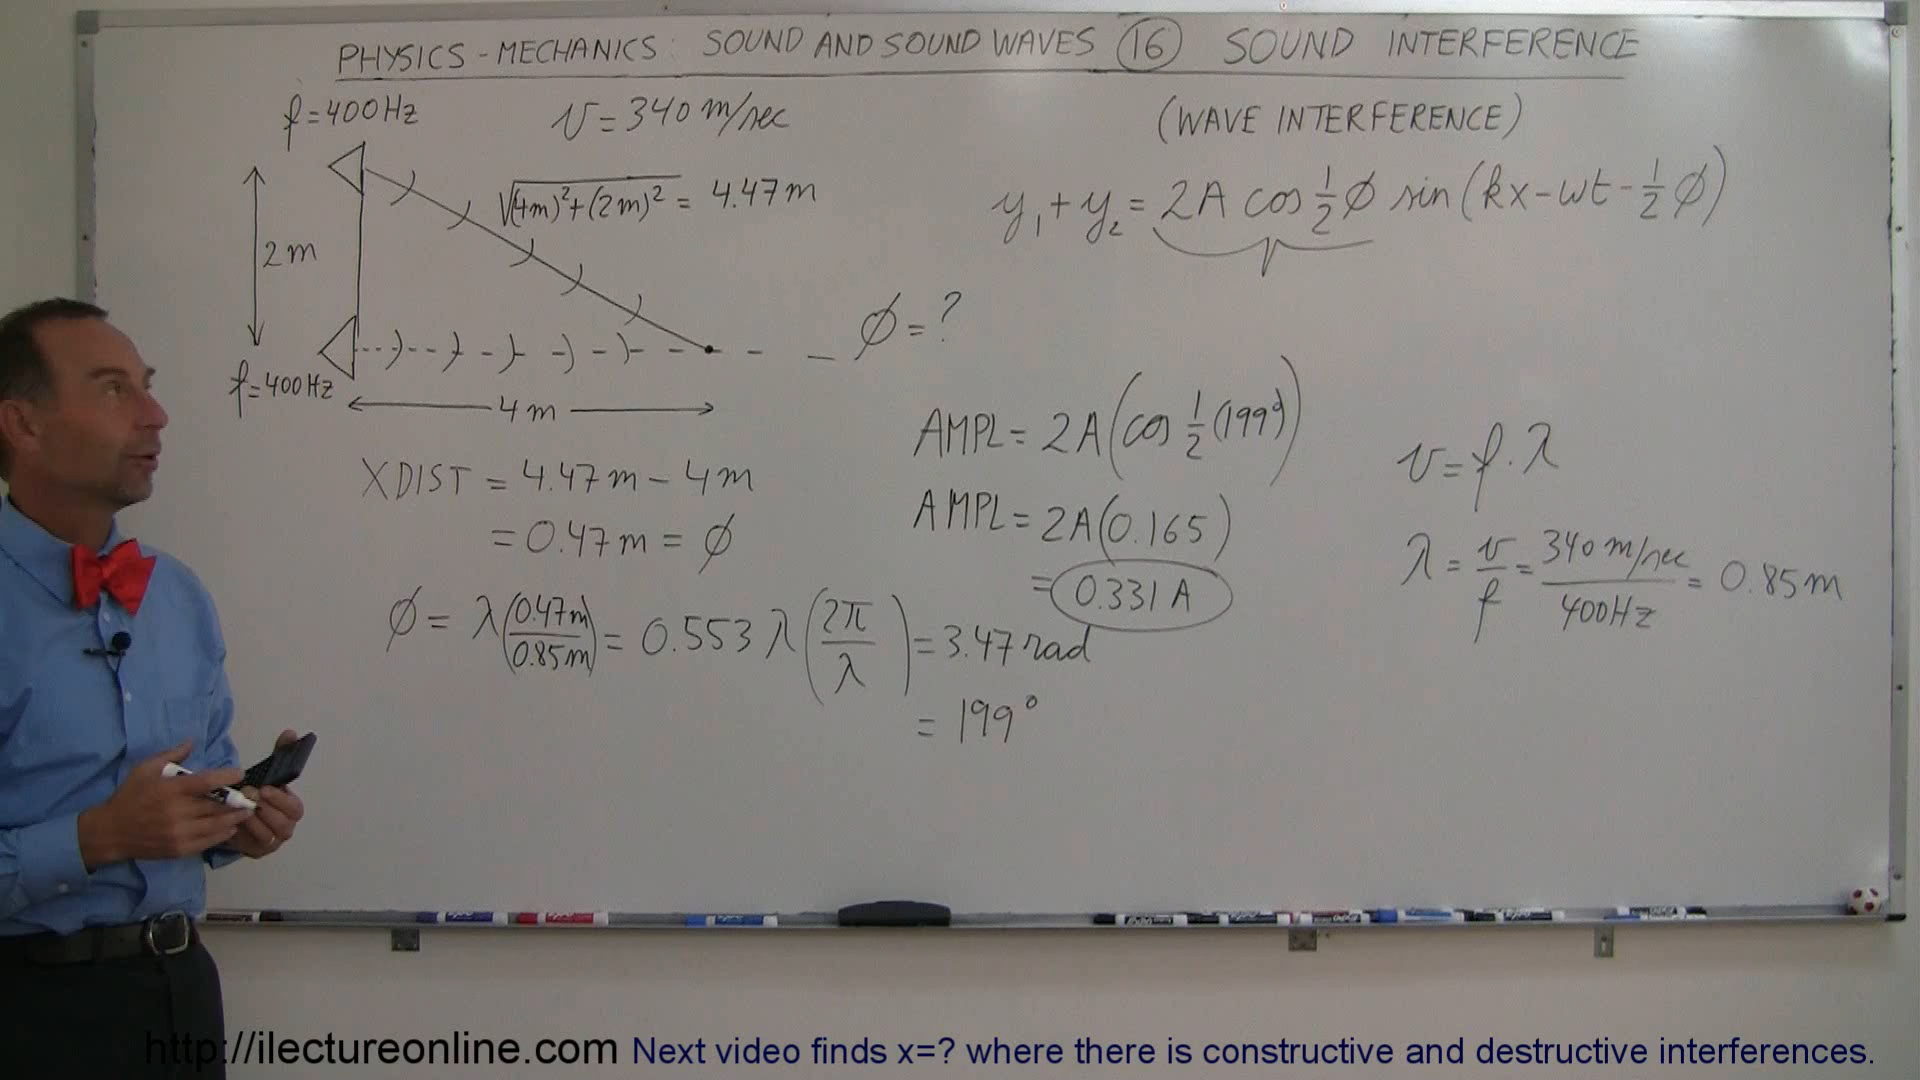 PHYSICS - MECHANICS: SOUND AND SOUND WAVES (16) SOUND INTERFERENCE
f = 400Hz
v = 340 m/sec
(WAVE INTERFERENCE)
√(4m)²+(2m)² = 4.47m
y₁ + y₂ = 2A cos ½φ sin(kx-ωt-½φ)
2m
φ = ?
f = 400Hz
4m
AMPL = 2A(cos ½(199°))
XDIST = 4.47m - 4m
= 0.47m = φ
AMPL = 2A(0.165)
= 0.331A
v = f·λ
λ = v/f = 340 m/sec / 400Hz = 0.85m
φ = λ(0.47m/0.85m) = 0.553λ(2π/λ) = 3.47 rad
= 199°
http://ilectureonline.com Next video finds x=? where there is constructive and destructive interferences.